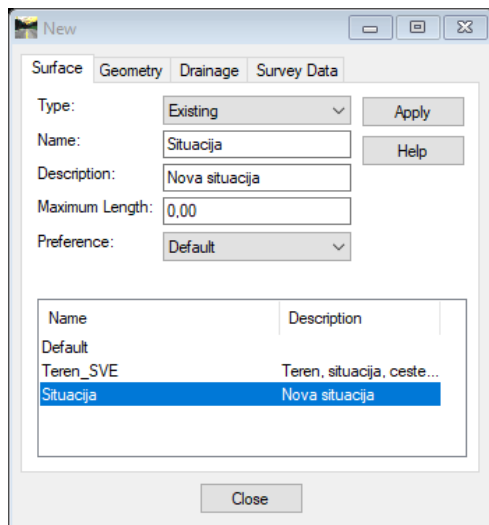 New
Surface Geometry Drainage Survey Data
Type: Existing Apply
Name: Situacija
Help
Description: Nova situacija
Maximum Length: 0,00
Preference: Default
Name Description
Default
Teren_SVE Teren, situacija, ceste...
Situacija Nova situacija
Close